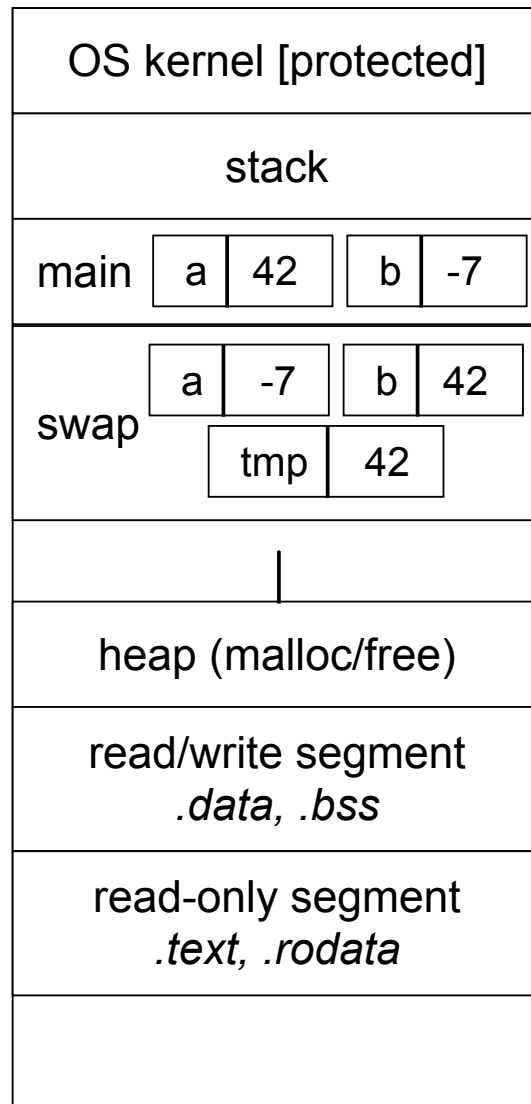 OS kernel [protected]
stack
main a 42 b -7
a -7 b 42
swap
tmp 42
heap (malloc/free)
read/write segment
.data, .bss
read-only segment
.text, .rodata